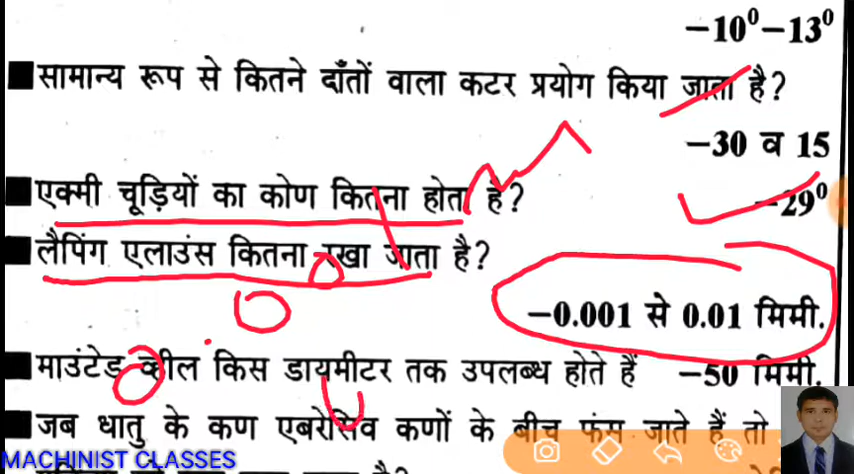 -10⁰-13⁰
■सामान्य रूप से कितने दाँतों वाला कटर प्रयोग किया जाता है?
-30 व 15
■एक्मी चूड़ियों का कोण कितना होता है?
-29⁰
■लैपिंग एलाउंस कितना रखा जाता है?
-0.001 से 0.01 मिमी.
■माउंटेड व्हील किस डायमीटर तक उपलब्ध होते हैं -50 मिमी.
■जब धातु के कण एबरेसिव कणों के बीच फंस जाते हैं तो
MACHINIST CLASSES